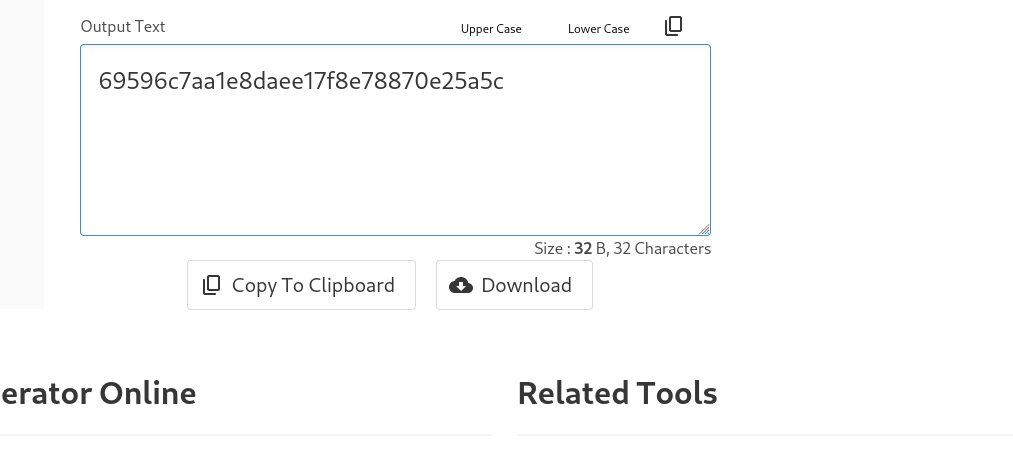 Output Text
Upper Case
Lower Case
69596c7aa1e8daee17f8e78870e25a5c
Size : 32 B, 32 Characters
Copy To Clipboard
Download
erator Online
Related Tools